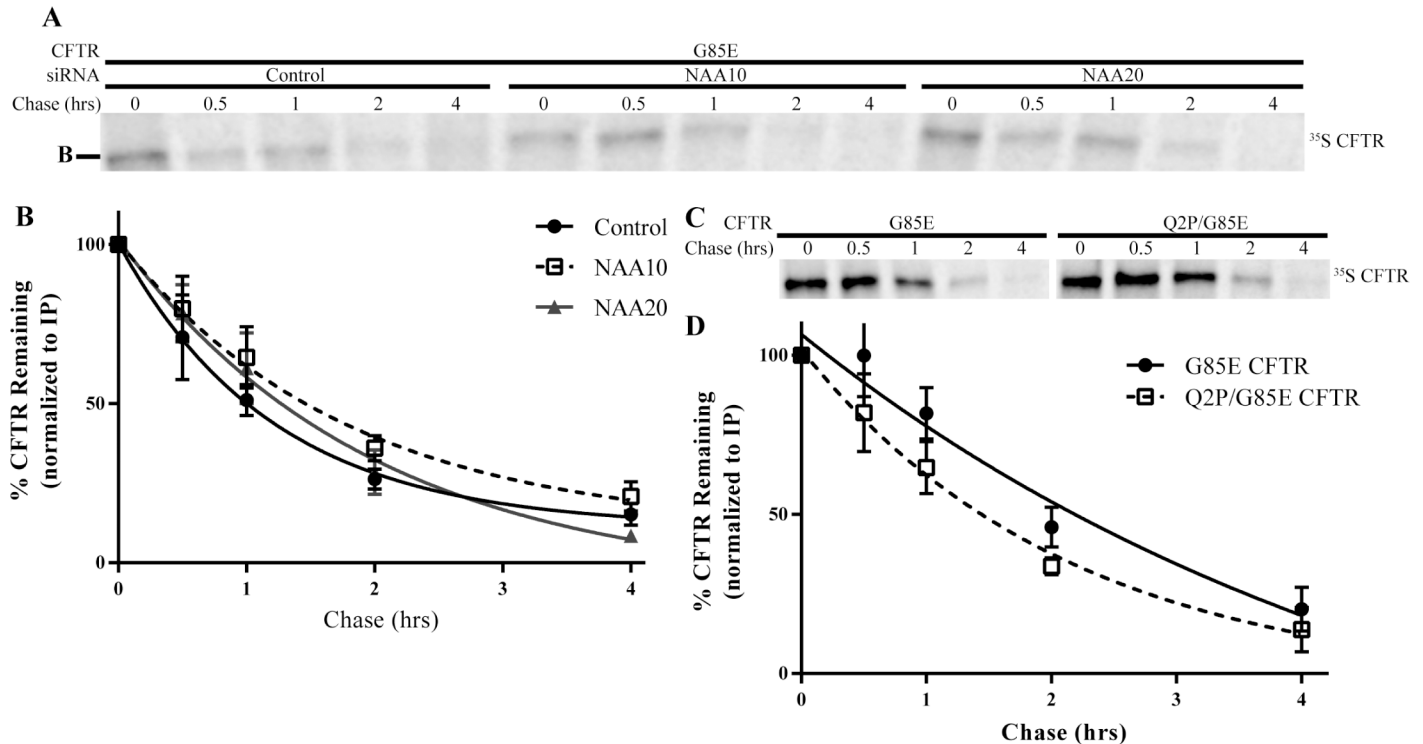 A
CFTR G85E
siRNA Control NAA10 NAA20
Chase (hrs) 0 0.5 1 2 4 0 0.5 1 2 4 0 0.5 1 2 4
B
³⁵S CFTR
B
% CFTR Remaining
(normalized to IP)
100
50
0
0 1 2 3 4
Chase (hrs)
Control
NAA10
NAA20
C
CFTR G85E Q2P/G85E
Chase (hrs) 0 0.5 1 2 4 0 0.5 1 2 4
³⁵S CFTR
D
% CFTR Remaining
(normalized to IP)
100
50
0
0 1 2 3 4
Chase (hrs)
G85E CFTR
Q2P/G85E CFTR